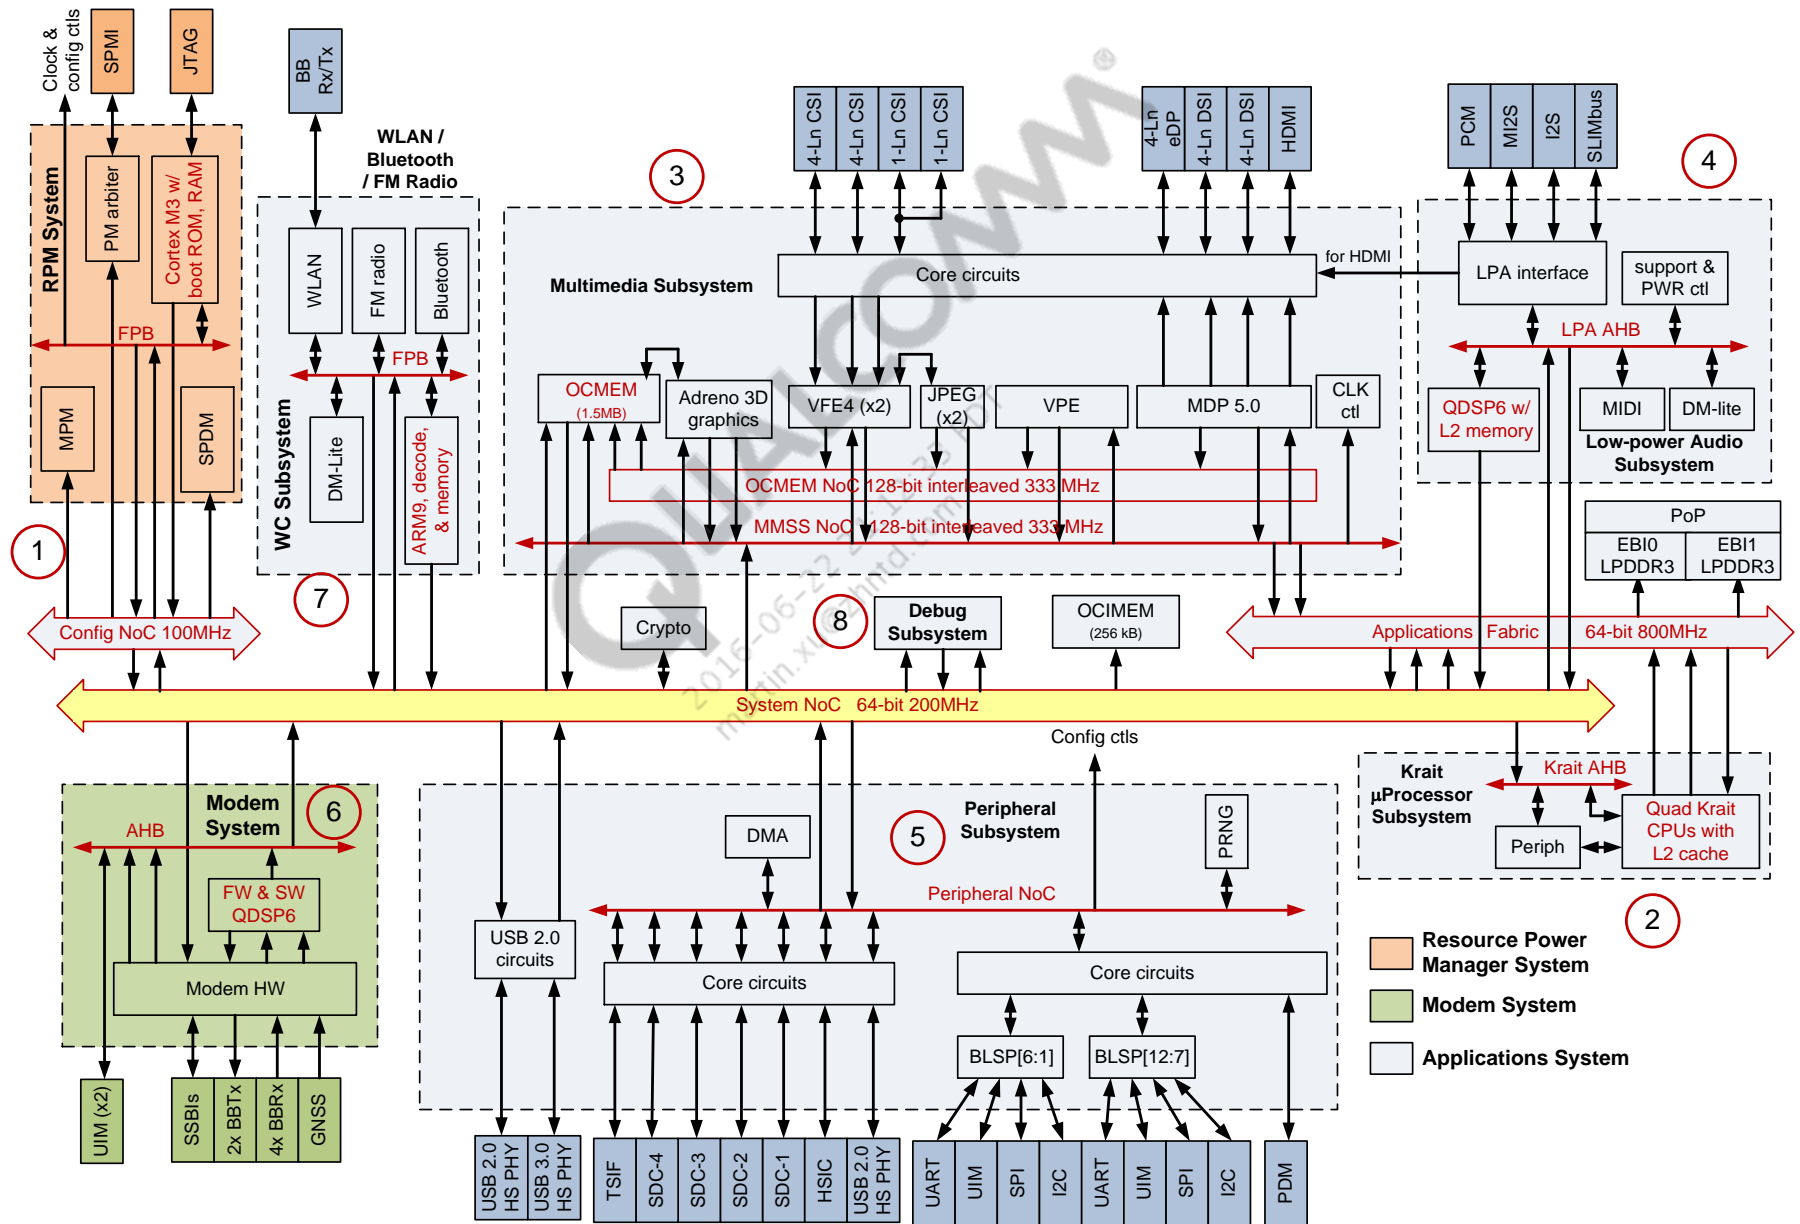 Clock &
config ctls
SPMI
JTAG
BB
Rx/Tx
4-Ln CSI
4-Ln CSI
1-Ln CSI
1-Ln CSI
4-Ln
eDP
4-Ln DSI
4-Ln DSI
HDMI
PCM
MI2S
I2S
SLIMbus
RPM System
PM arbiter
Cortex M3 w/
boot ROM, RAM
FPB
MPM
SPDM
1
Config NoC 100MHz
WLAN /
Bluetooth
/ FM Radio
WC Subsystem
WLAN
FM radio
Bluetooth
FPB
DM-Lite
ARM9, decode,
& memory
7
3
Multimedia Subsystem
Core circuits
for HDMI
OCMEM
(1.5MB)
Adreno 3D
graphics
VFE4 (x2)
JPEG
(x2)
VPE
MDP 5.0
CLK
ctl
OCMEM NoC 128-bit interleaved 333 MHz
MMSS NoC 128-bit interleaved 333 MHz
4
LPA interface
support &
PWR ctl
LPA AHB
QDSP6 w/
L2 memory
MIDI
DM-lite
Low-power Audio
Subsystem
PoP
EBI0
LPDDR3
EBI1
LPDDR3
Applications Fabric 64-bit 800MHz
Crypto
8
Debug
Subsystem
OCIMEM
(256 kB)
System NoC 64-bit 200MHz
QUALCOMM®
2016-06-22 21:12:35 PDT
martin.xu@zhntd.com
Modem
System
6
AHB
FW & SW
QDSP6
Modem HW
UIM (x2)
SSBIs
2x BBTx
4x BBRx
GNSS
Config ctls
Peripheral
Subsystem
5
DMA
PRNG
Peripheral NoC
USB 2.0
circuits
Core circuits
Core circuits
BLSP[6:1]
BLSP[12:7]
USB 2.0
HS PHY
USB 3.0
HS PHY
TSIF
SDC-4
SDC-3
SDC-2
SDC-1
HSIC
USB 2.0
HS PHY
UART
UIM
SPI
I2C
UART
UIM
SPI
I2C
PDM
Krait
μProcessor
Subsystem
Krait AHB
Periph
Quad Krait
CPUs with
L2 cache
2
Resource Power
Manager System
Modem System
Applications System